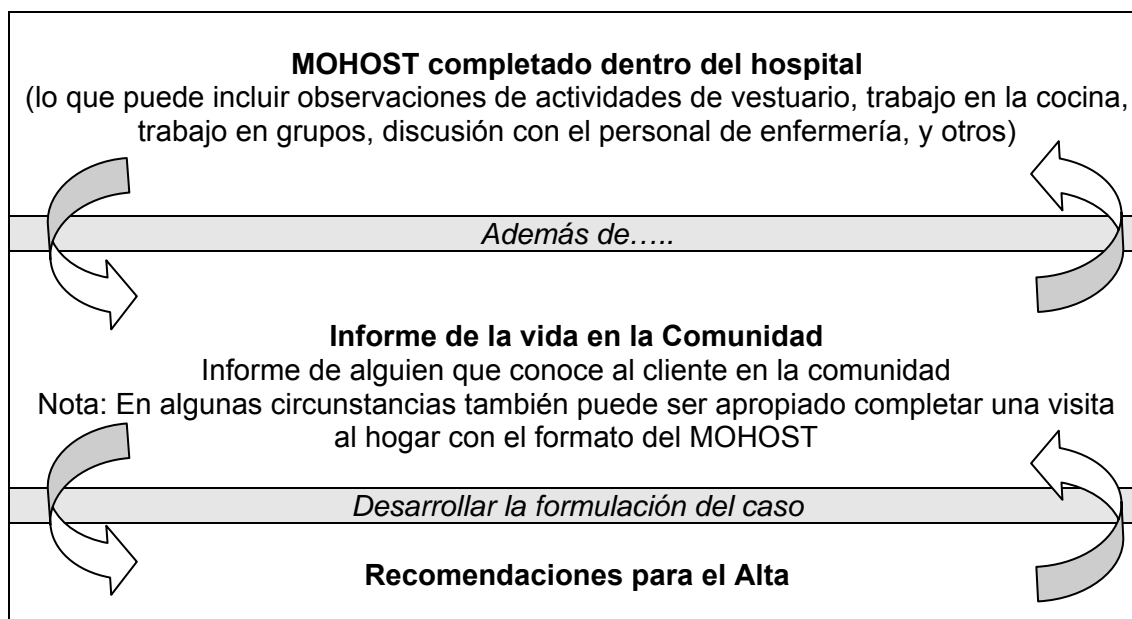 MOHOST completado dentro del hospital
(lo que puede incluir observaciones de actividades de vestuario, trabajo en la cocina,
trabajo en grupos, discusión con el personal de enfermería, y otros)
Además de…..
Informe de la vida en la Comunidad
Informe de alguien que conoce al cliente en la comunidad
Nota: En algunas circunstancias también puede ser apropiado completar una visita
al hogar con el formato del MOHOST
Desarrollar la formulación del caso
Recomendaciones para el Alta